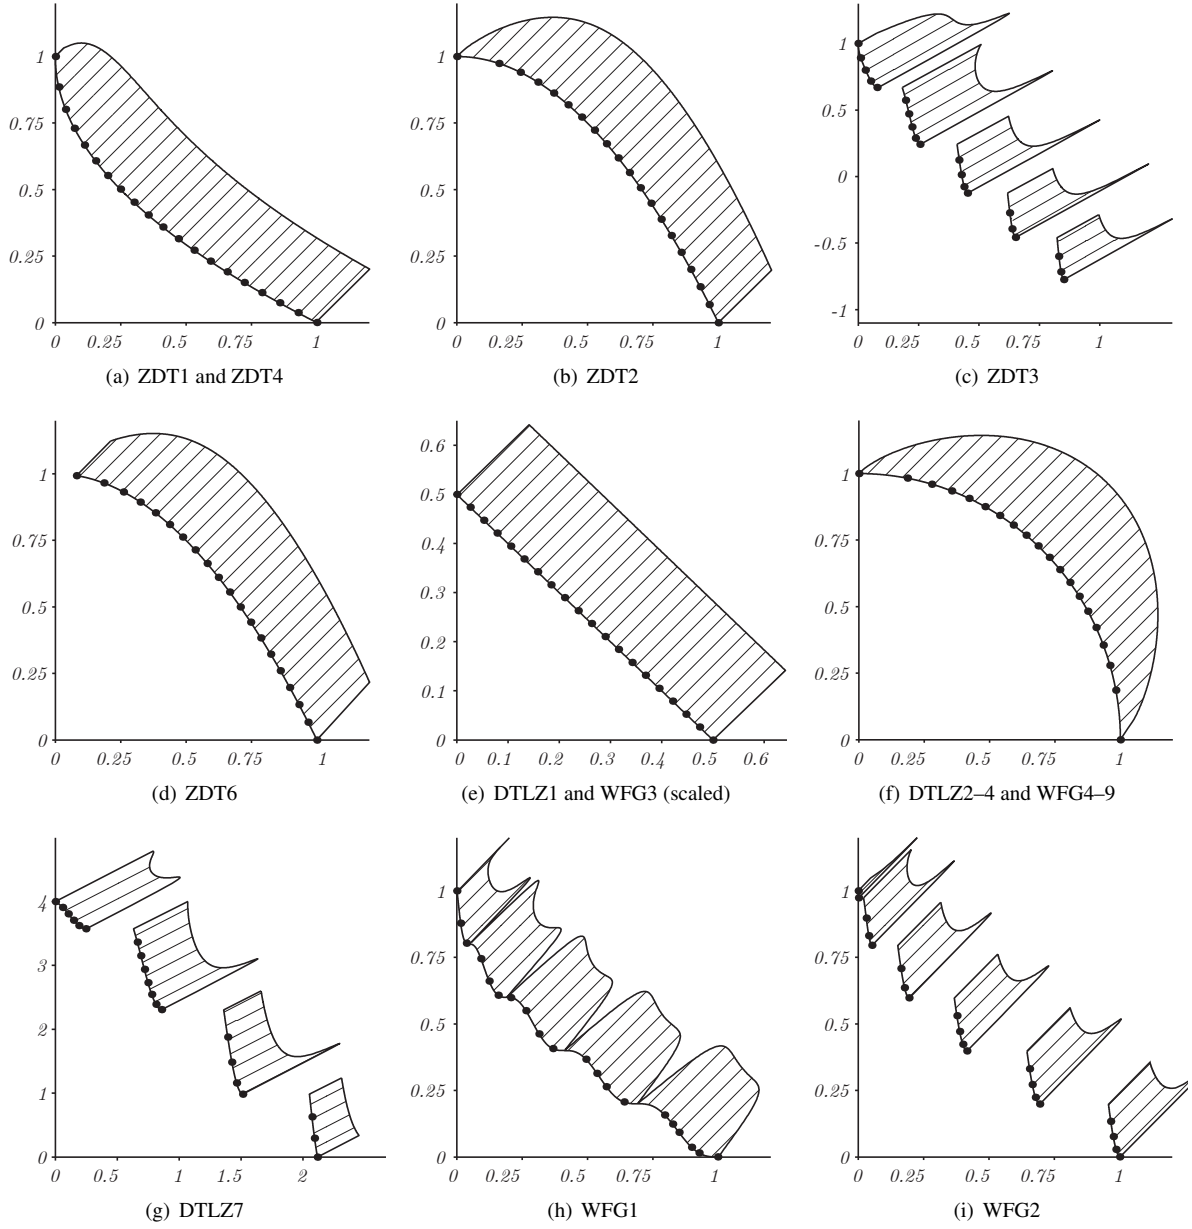 1
0.75
0.5
0.25
0
0 0.25 0.5 0.75 1
(a) ZDT1 and ZDT4
1
0.75
0.5
0.25
0
0 0.25 0.5 0.75 1
(b) ZDT2
1
0.5
0
-0.5
-1
0 0.25 0.5 0.75 1
(c) ZDT3
1
0.75
0.5
0.25
0
0 0.25 0.5 0.75 1
(d) ZDT6
0.6
0.5
0.4
0.3
0.2
0.1
0
0 0.1 0.2 0.3 0.4 0.5 0.6
(e) DTLZ1 and WFG3 (scaled)
1
0.75
0.5
0.25
0
0 0.25 0.5 0.75 1
(f) DTLZ2–4 and WFG4–9
4
3
2
1
0
0 0.5 1 1.5 2
(g) DTLZ7
1
0.75
0.5
0.25
0
0 0.25 0.5 0.75 1
(h) WFG1
1
0.75
0.5
0.25
0
0 0.25 0.5 0.75 1
(i) WFG2